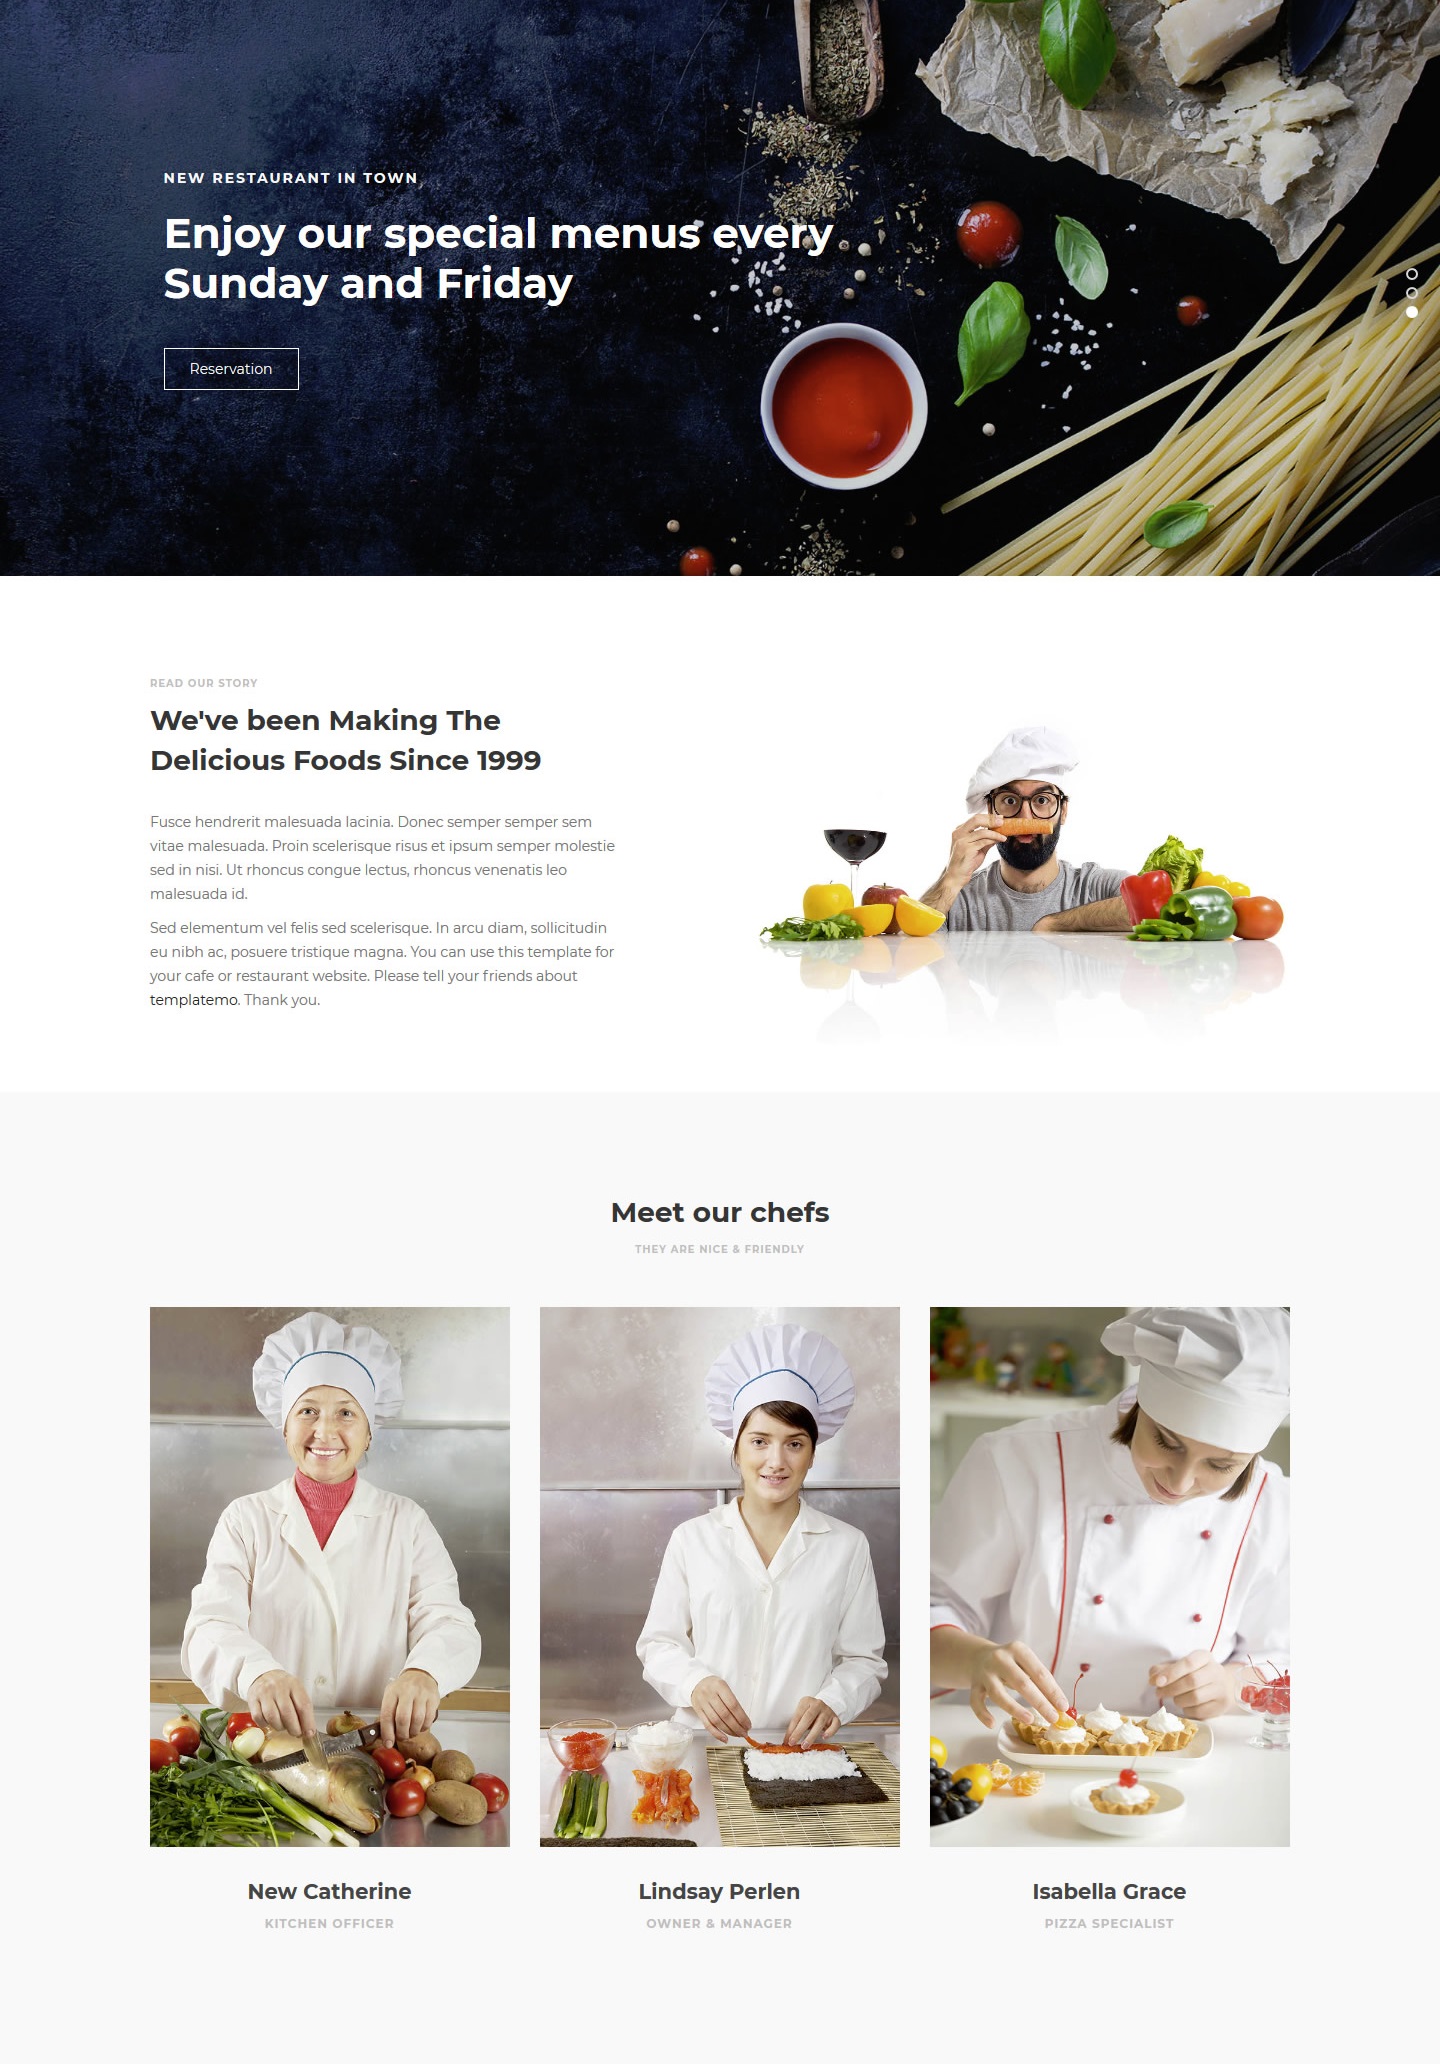 NEW RESTAURANT IN TOWN
Enjoy our special menus every
Sunday and Friday
Reservation
READ OUR STORY
We've been Making The
Delicious Foods Since 1999
Fusce hendrerit malesuada lacinia. Donec semper semper sem
vitae malesuada. Proin scelerisque risus et ipsum semper molestie
sed in nisi. Ut rhoncus congue lectus, rhoncus venenatis leo
malesuada id.
Sed elementum vel felis sed scelerisque. In arcu diam, sollicitudin
eu nibh ac, posuere tristique magna. You can use this template for
your cafe or restaurant website. Please tell your friends about
templatemo. Thank you.
Meet our chefs
THEY ARE NICE & FRIENDLY
New Catherine
KITCHEN OFFICER
Lindsay Perlen
OWNER & MANAGER
Isabella Grace
PIZZA SPECIALIST